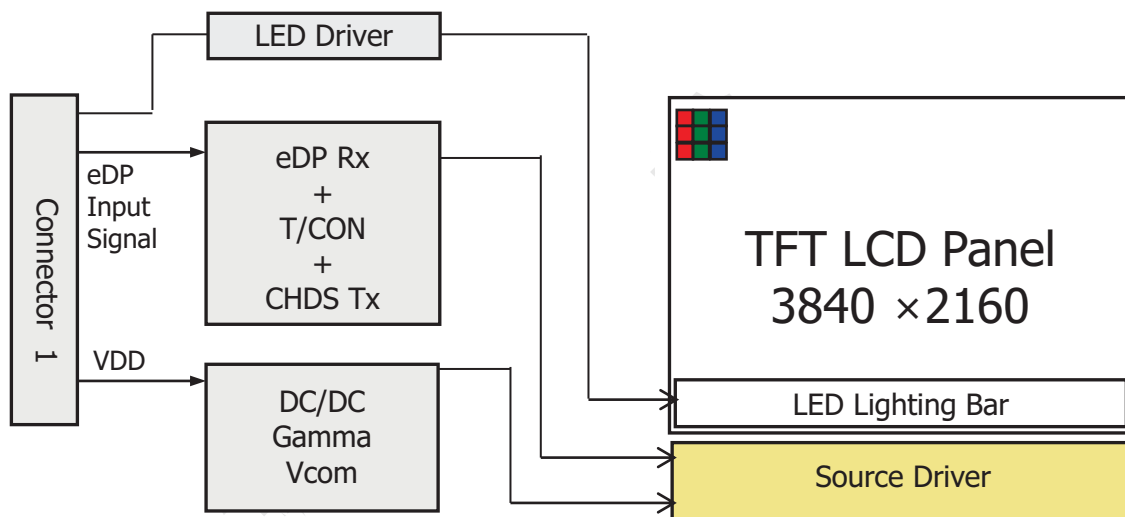 LED Driver
eDP
Input
Signal
eDP Rx
+
T/CON
+
CHDS Tx
Connector 1
VDD
DC/DC
Gamma
Vcom
TFT LCD Panel
3840 ×2160
LED Lighting Bar
Source Driver